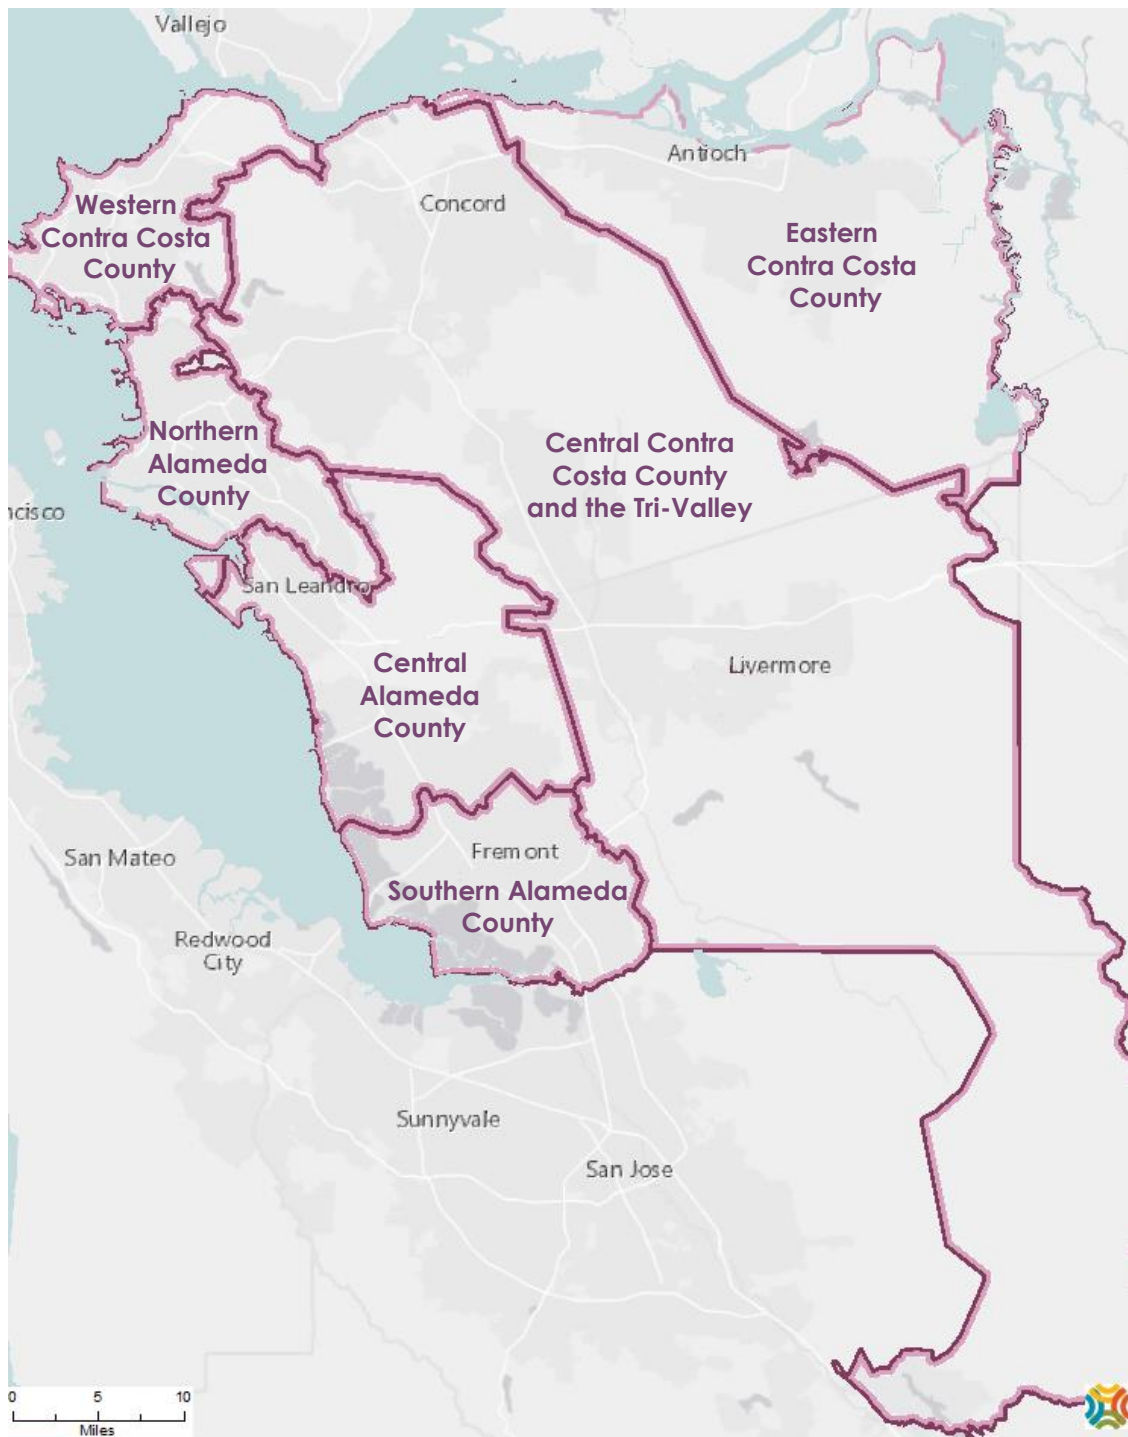 Vallejo
Antioch
Concord
Western
Contra Costa
County
Eastern
Contra Costa
County
Northern
Alameda
County
Central Contra
Costa County
and the Tri-Valley
ncisco
San Leandro
Central
Alameda
County
Livermore
Fremont
San Mateo
Southern Alameda
County
Redwood
City
Sunnyvale
San Jose
0 5 10
Miles